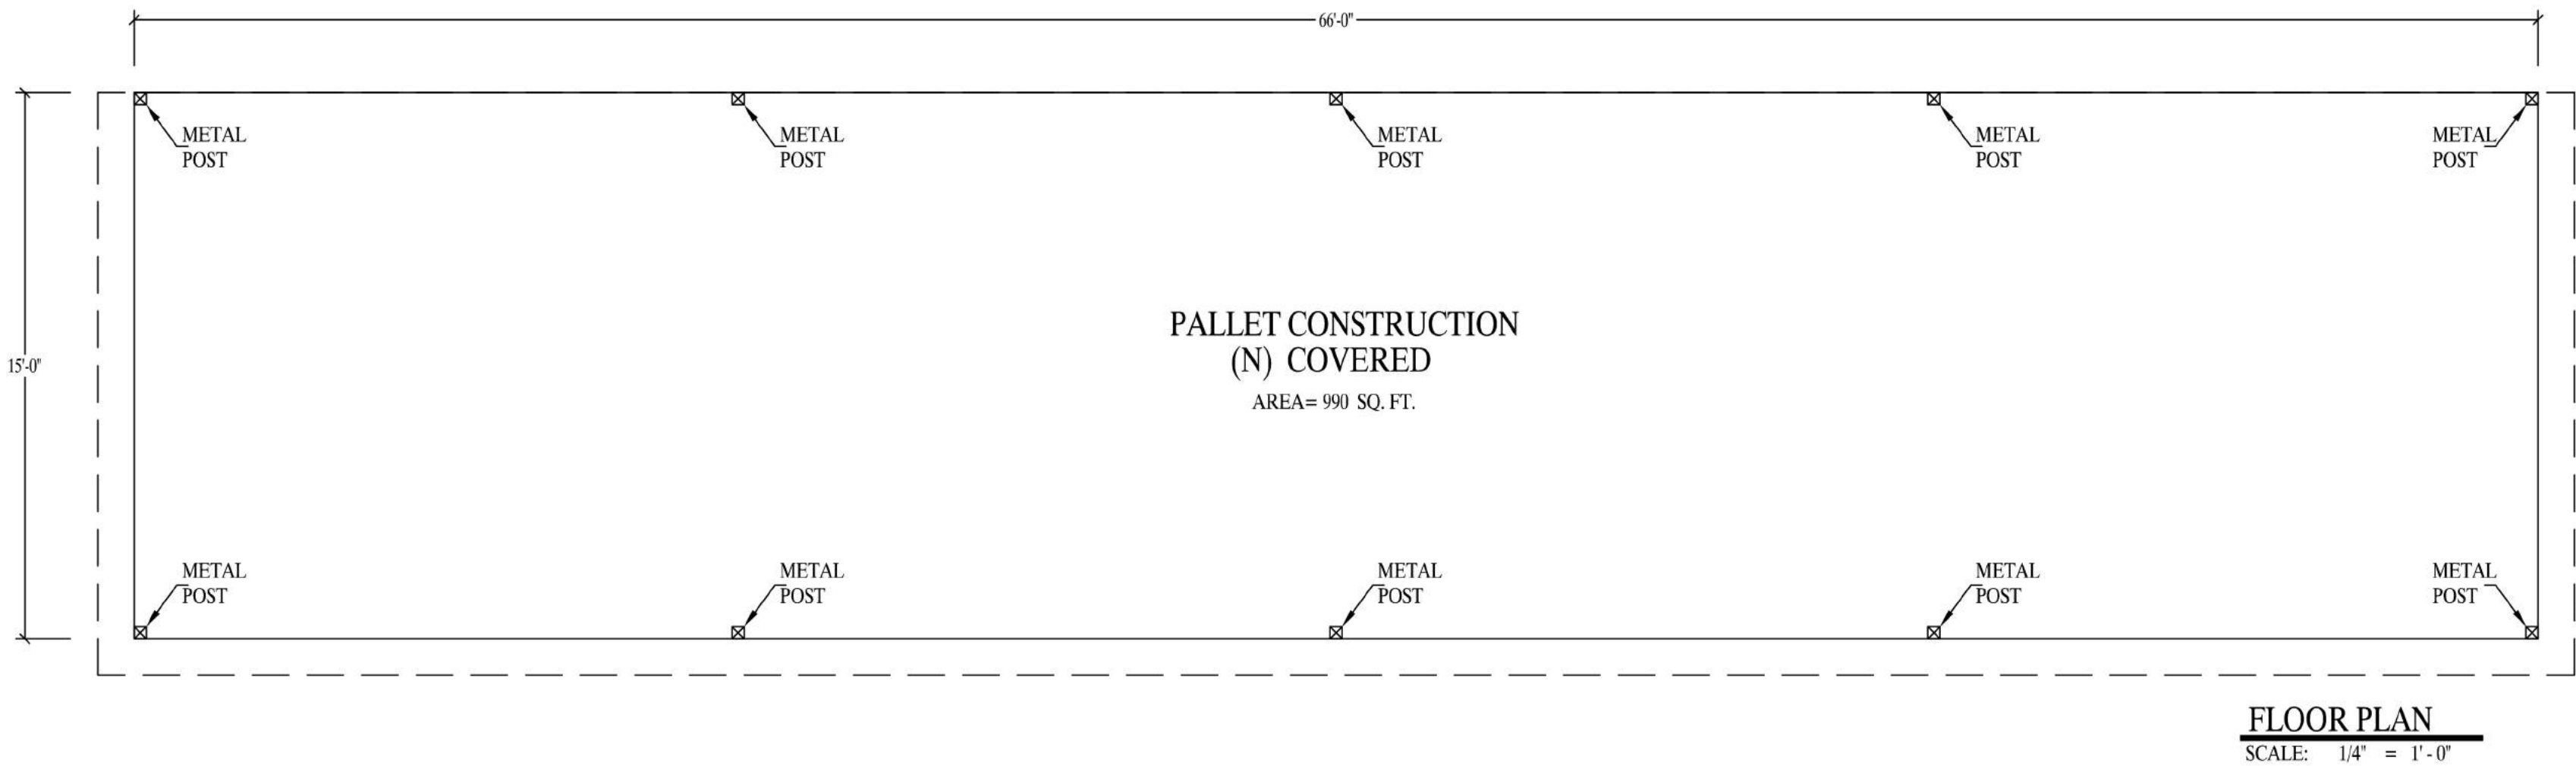 66'-0"
METAL
POST
METAL
POST
METAL
POST
METAL
POST
METAL
POST
15'-0"
PALLET CONSTRUCTION
(N) COVERED
AREA= 990 SQ. FT.
METAL
POST
METAL
POST
METAL
POST
METAL
POST
METAL
POST
FLOOR PLAN
SCALE: 1/4" = 1'-0"